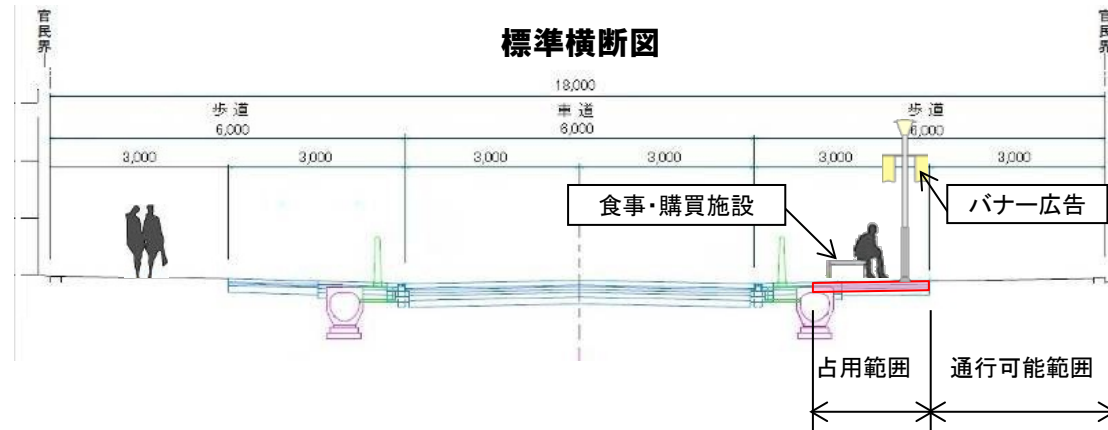 官民界
官民界
標準横断図
18,000
歩道
車道
歩道
6,000
6,000
6,000
3,000
3,000
3,000
3,000
3,000
3,000
食事・購買施設
バナー広告
占用範囲
通行可能範囲